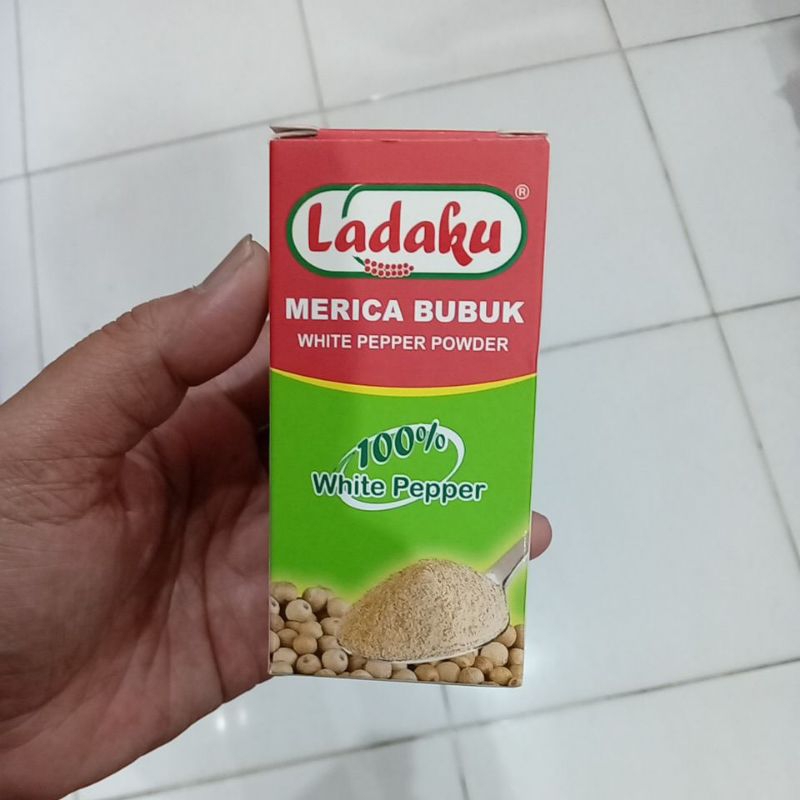 Ladaku ®
MERICA BUBUK
WHITE PEPPER POWDER
100%
White Pepper